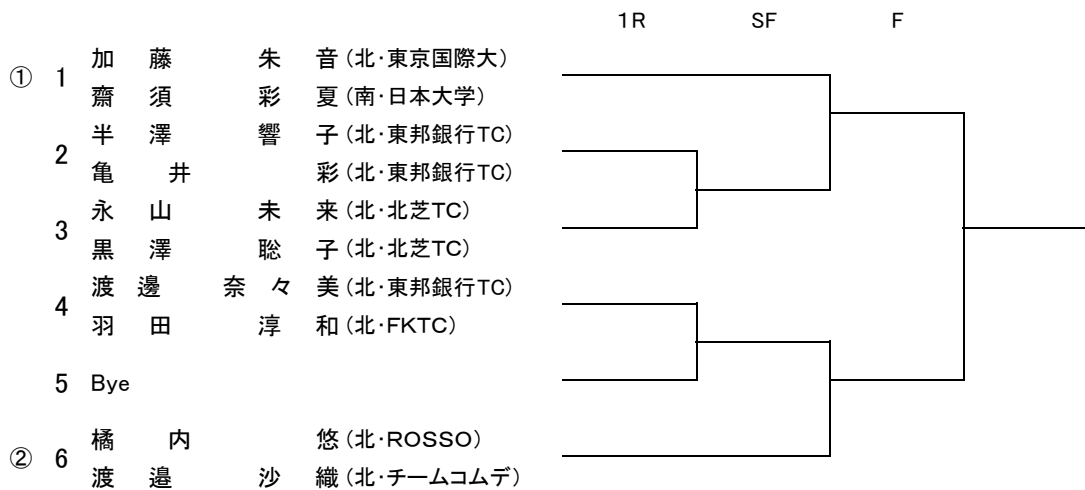 1R SF F
① 1 加藤 朱音(北・東京国際大)
齋須 彩夏(南・日本大学)
2 半澤 響子(北・東邦銀行TC)
亀井 彩(北・東邦銀行TC)
3 永山 未来(北・北芝TC)
黒澤 聡子(北・北芝TC)
4 渡邊 奈々美(北・東邦銀行TC)
羽田 淳和(北・FKTC)
5 Bye
② 6 橘内 悠(北・ROSSO)
渡邉 沙織(北・チームコムデ)